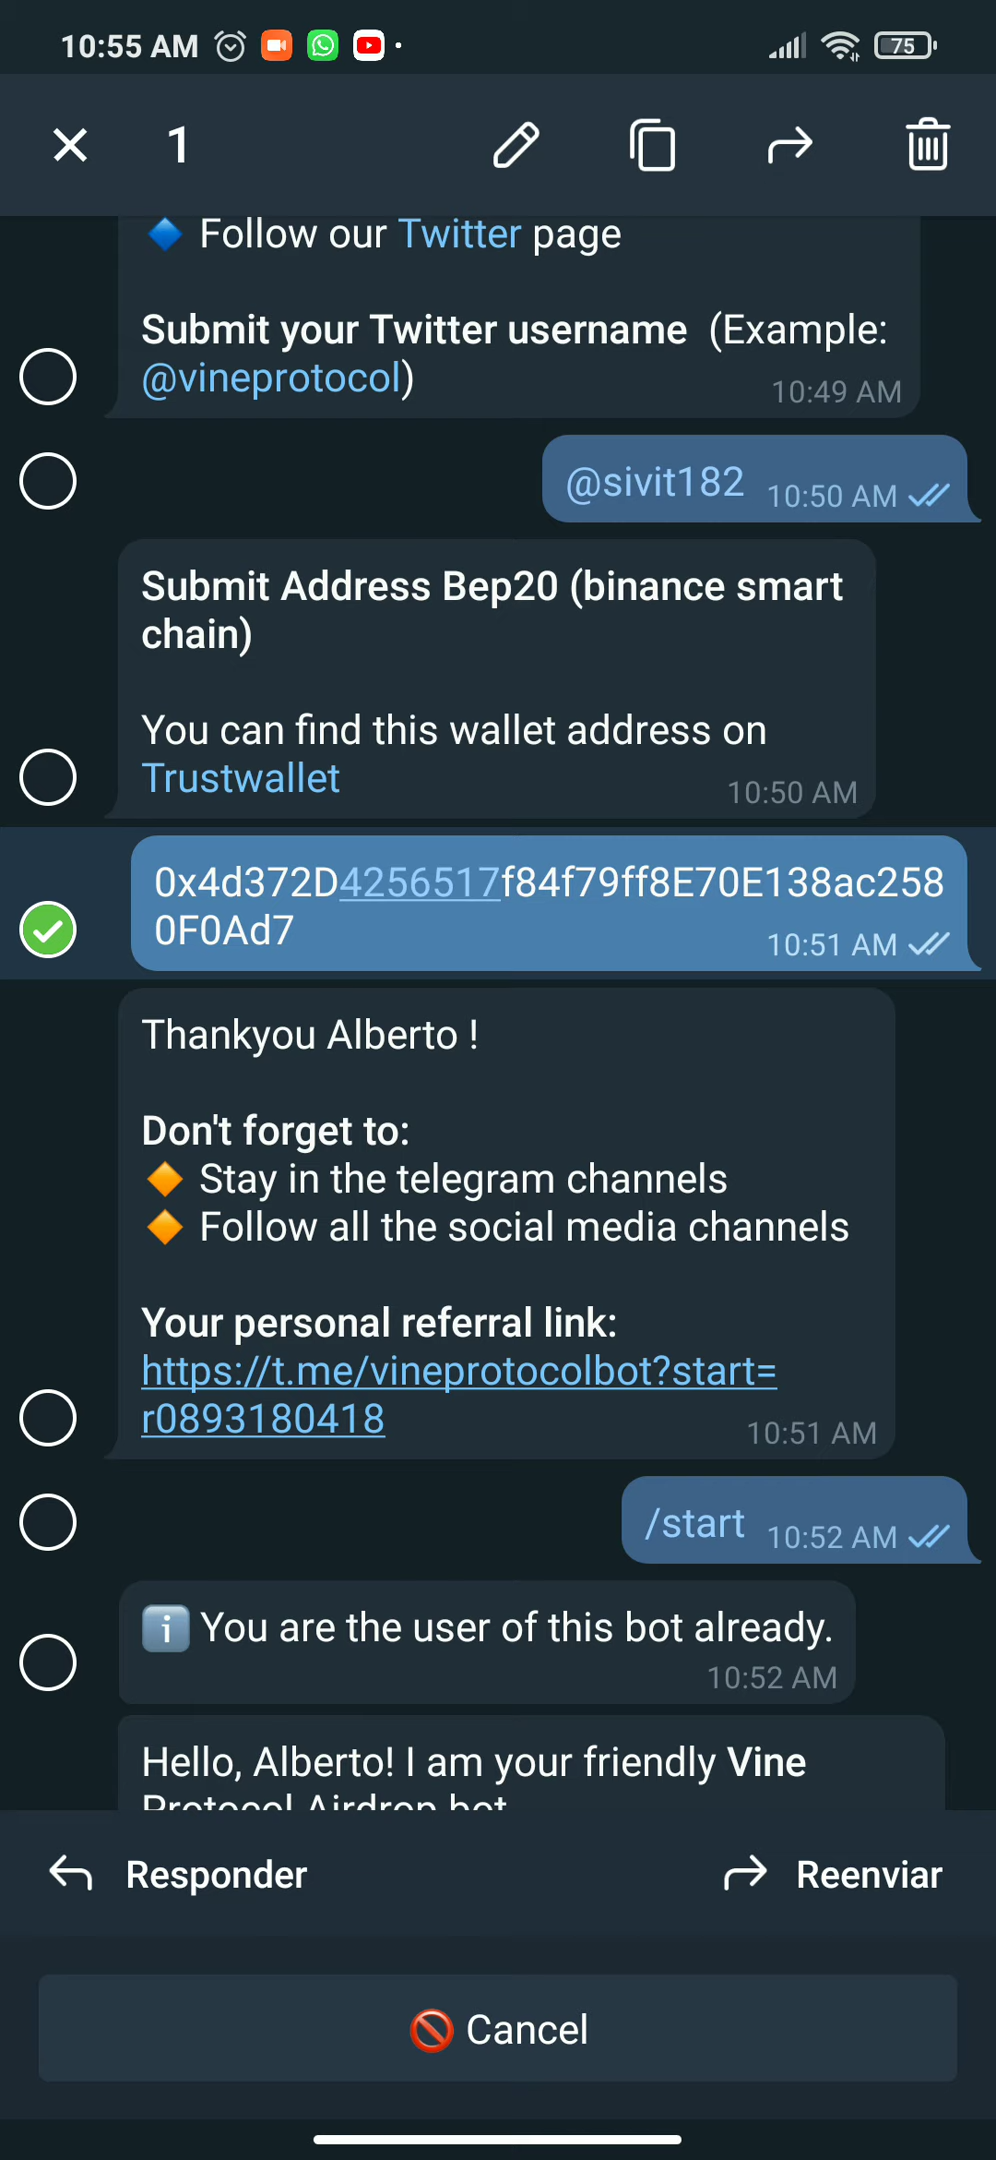 10:55 AM
75
1
Follow our Twitter page
Submit your Twitter username (Example:
@vineprotocol)
10:49 AM
@sivit182
10:50 AM
Submit Address Bep20 (binance smart
chain)
You can find this wallet address on
Trustwallet
10:50 AM
0x4d372D4256517f84f79ff8E70E138ac258
0F0Ad7
10:51 AM
Thankyou Alberto !
Don't forget to:
Stay in the telegram channels
Follow all the social media channels
Your personal referral link:
https://t.me/vineprotocolbot?start=
r0893180418
10:51 AM
/start
10:52 AM
You are the user of this bot already.
10:52 AM
Hello, Alberto! I am your friendly Vine
Protocol Airdrop bot
Responder
Reenviar
Cancel